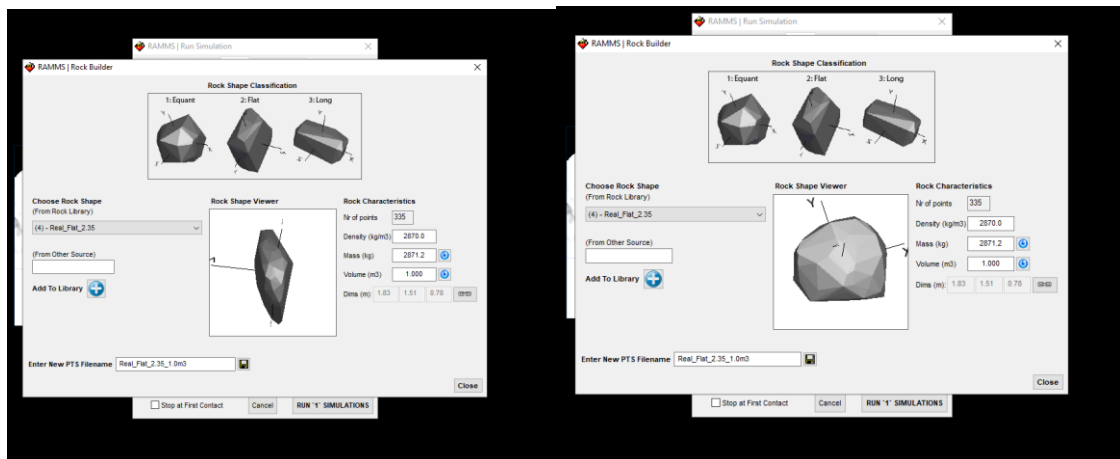 RAMMS | Run Simulation
RAMMS | Rock Builder
Rock Shape Classification
1: Equant 2: Flat 3: Long
Choose Rock Shape
(From Rock Library)
(4) - Real_Flat_2.35
(From Other Source)
Add To Library
Rock Shape Viewer
Rock Characteristics
Nr of points 335
Density (kg/m3) 2870.0
Mass (kg) 2871.2
Volume (m3) 1.000
Dims (m): 1.83 1.51 0.78
Enter New PTS Filename Real_Flat_2.35_1.0m3
Close
Stop at First Contact Cancel RUN '1' SIMULATIONS
RAMMS | Run Simulation
RAMMS | Rock Builder
Rock Shape Classification
1: Equant 2: Flat 3: Long
Choose Rock Shape
(From Rock Library)
(4) - Real_Flat_2.35
(From Other Source)
Add To Library
Rock Shape Viewer
Y
Rock Characteristics
Nr of points 335
Density (kg/m3) 2870.0
Mass (kg) 2871.2
Volume (m3) 1.000
Dims (m): 1.83 1.51 0.78
Enter New PTS Filename Real_Flat_2.35_1.0m3
Close
Stop at First Contact Cancel RUN '1' SIMULATIONS